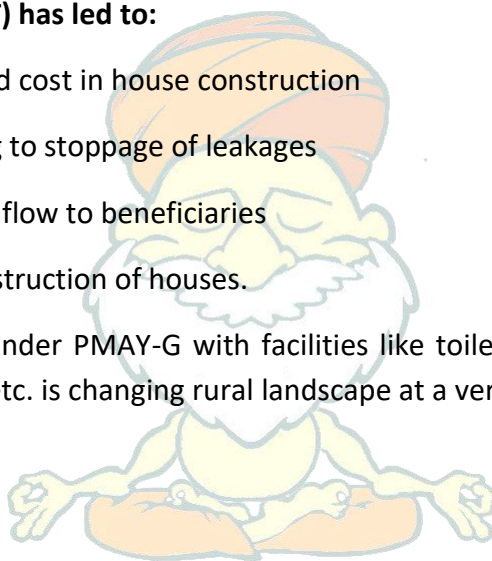 ) has led to:
d cost in house construction
g to stoppage of leakages
flow to beneficiaries
struction of houses.
nder PMAY-G with facilities like toile
etc. is changing rural landscape at a ver